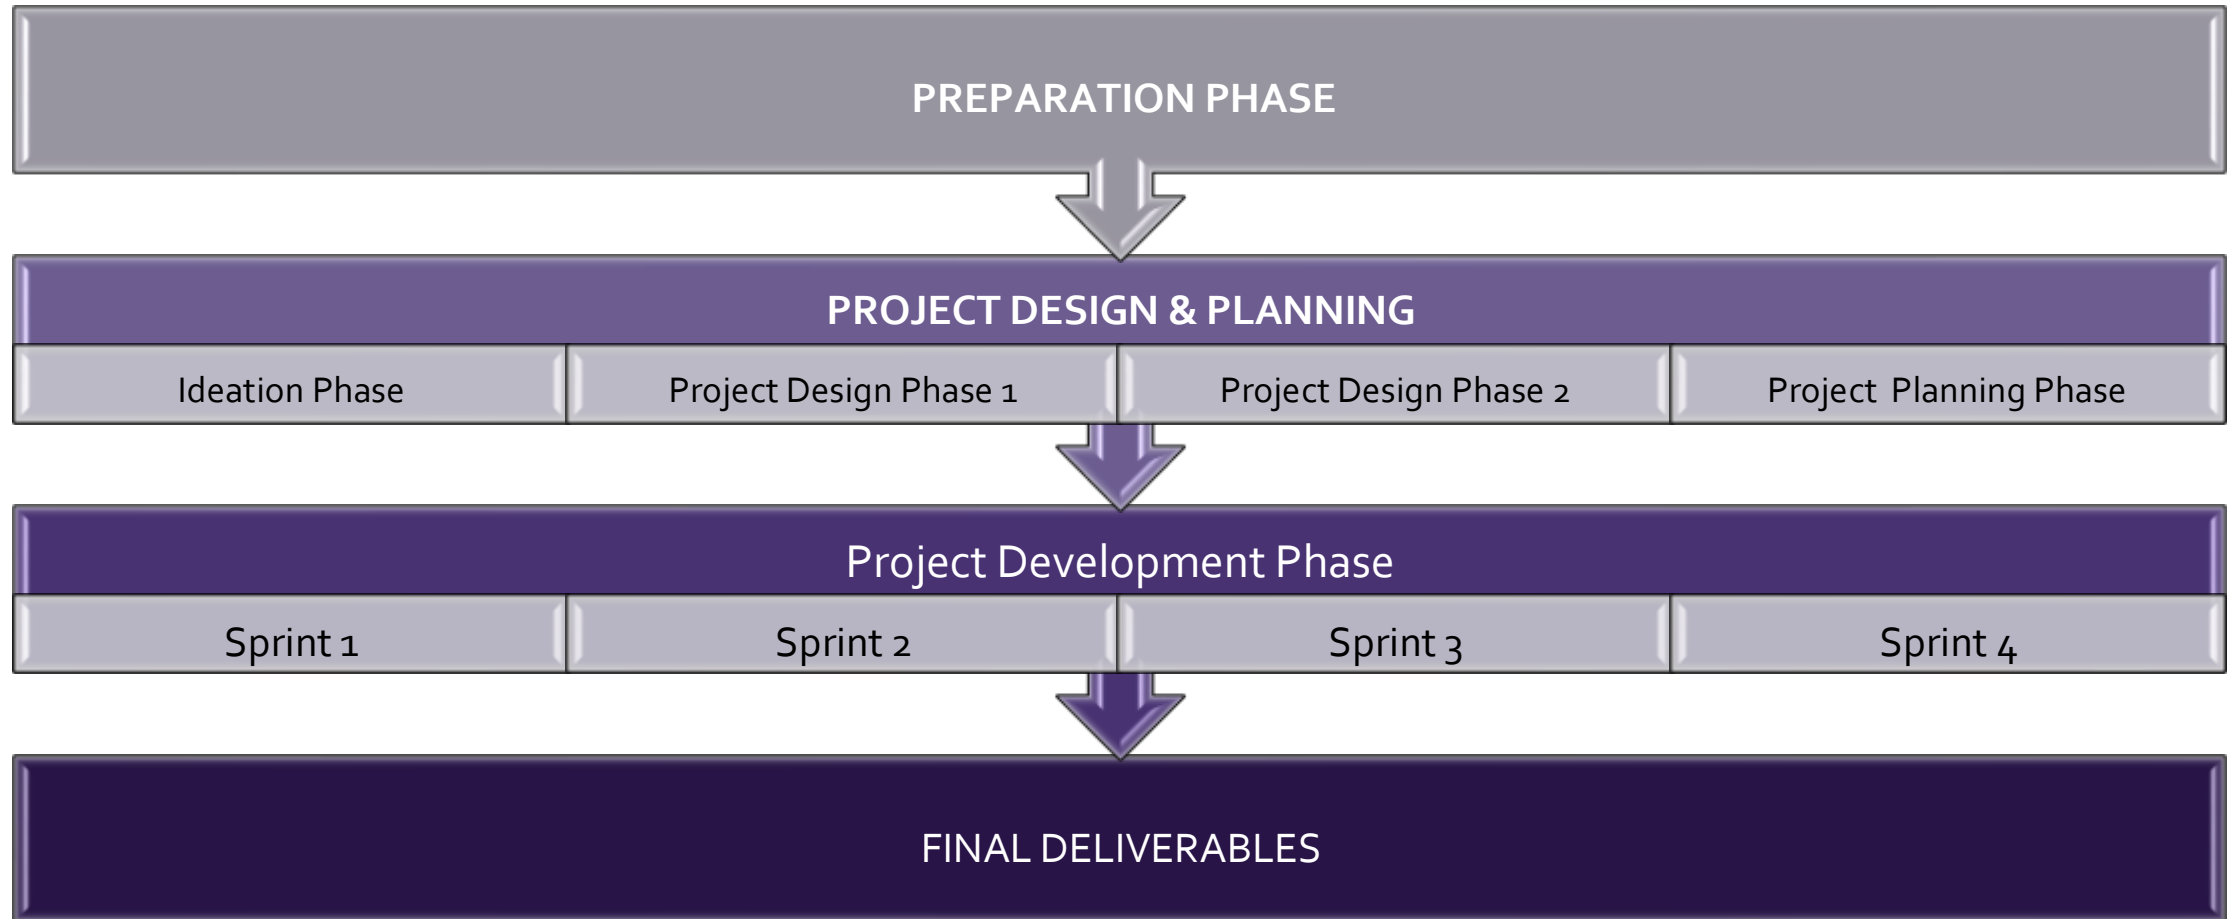 PREPARATION PHASE
PROJECT DESIGN & PLANNING
Ideation Phase
Project Design Phase 1
Project Design Phase 2
Project Planning Phase
Project Development Phase
Sprint 1
Sprint 2
Sprint 3
Sprint 4
FINAL DELIVERABLES